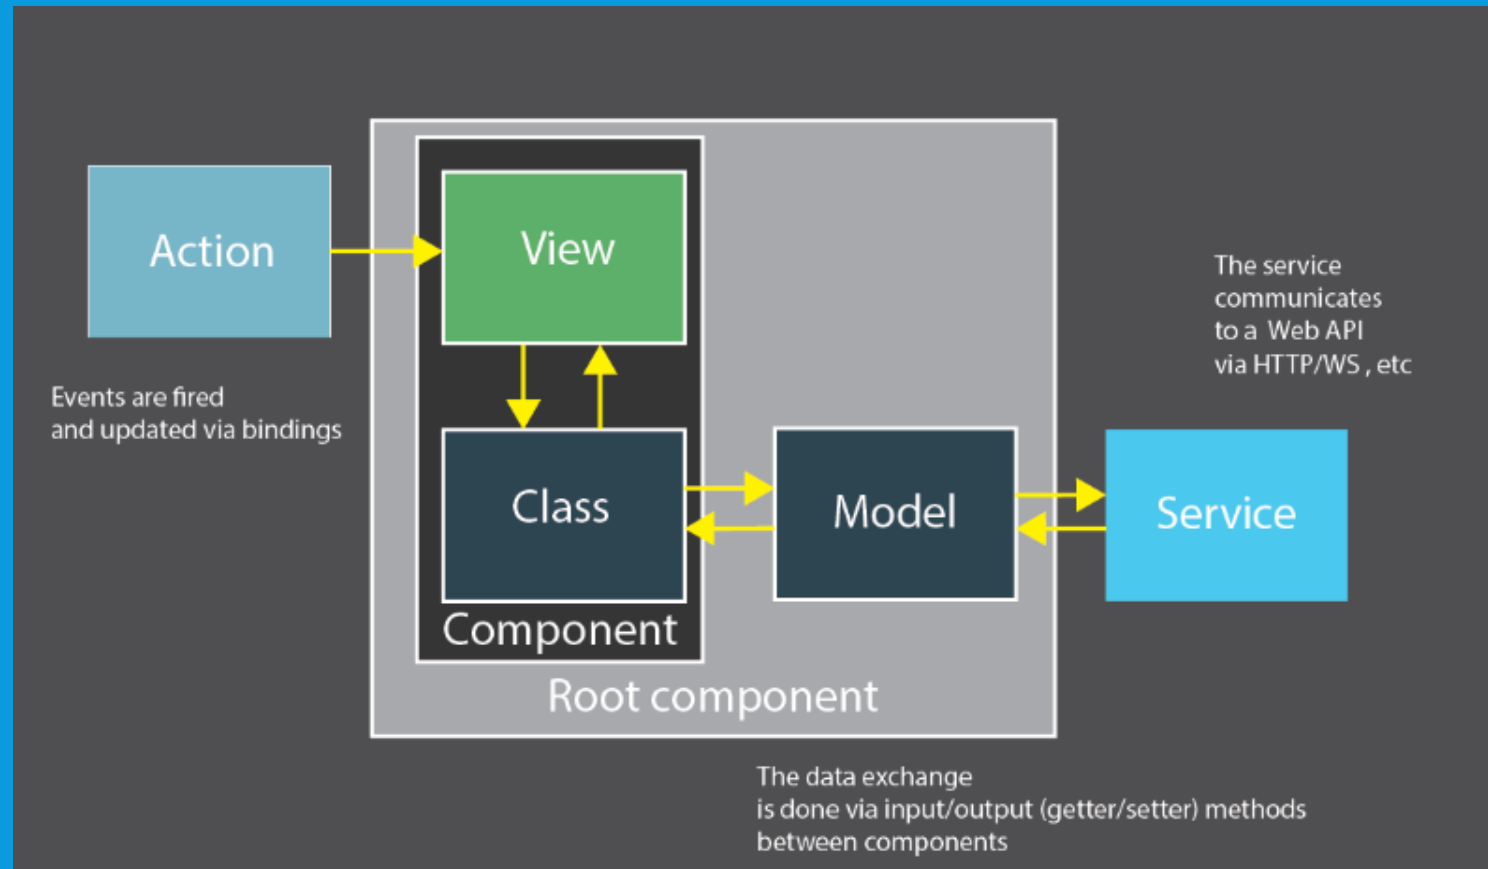 Action
View
The service
communicates
to a Web API
via HTTP/WS , etc
Events are fired
and updated via bindings
Class
Model
Service
Component
Root component
The data exchange
is done via input/output (getter/setter) methods
between components